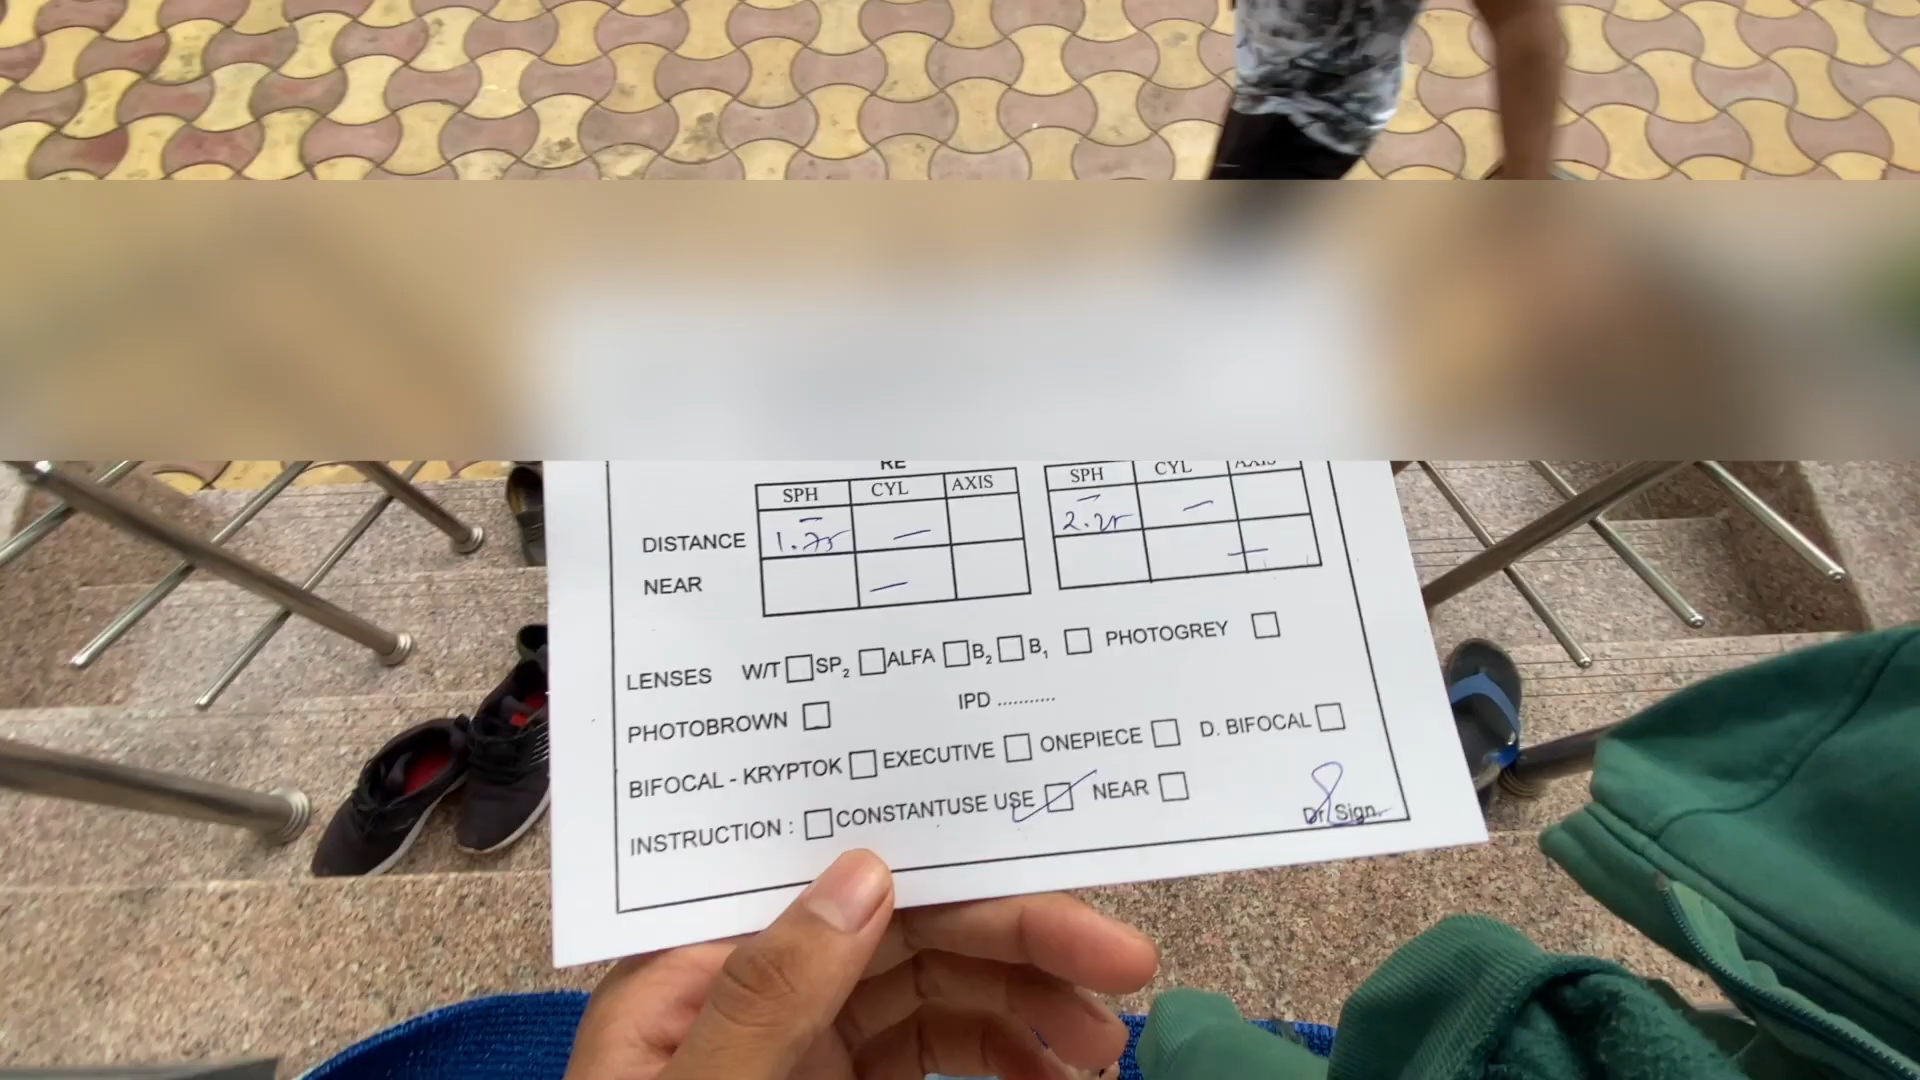 RE
SPH CYL AXIS SPH CYL AXIS
DISTANCE – 1.75 — – 2.25 —
NEAR — —
LENSES W/T SP₂ ALFA B₂ B₁ PHOTOGREY
PHOTOBROWN IPD ...........
BIFOCAL - KRYPTOK EXECUTIVE ONEPIECE D. BIFOCAL
INSTRUCTION : CONSTANTUSE USE NEAR
Dr. Sign.